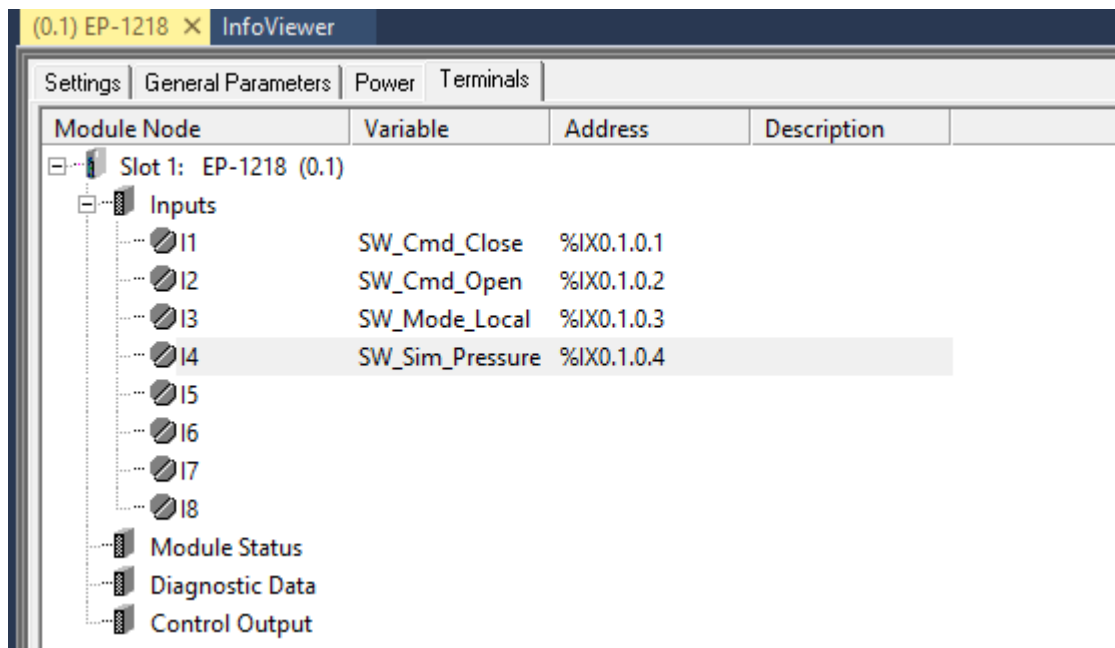 (0.1) EP-1218 InfoViewer
Settings General Parameters Power Terminals
Module Node Variable Address Description
Slot 1: EP-1218 (0.1)
Inputs
I1 SW_Cmd_Close %IX0.1.0.1
I2 SW_Cmd_Open %IX0.1.0.2
I3 SW_Mode_Local %IX0.1.0.3
I4 SW_Sim_Pressure %IX0.1.0.4
I5
I6
I7
I8
Module Status
Diagnostic Data
Control Output